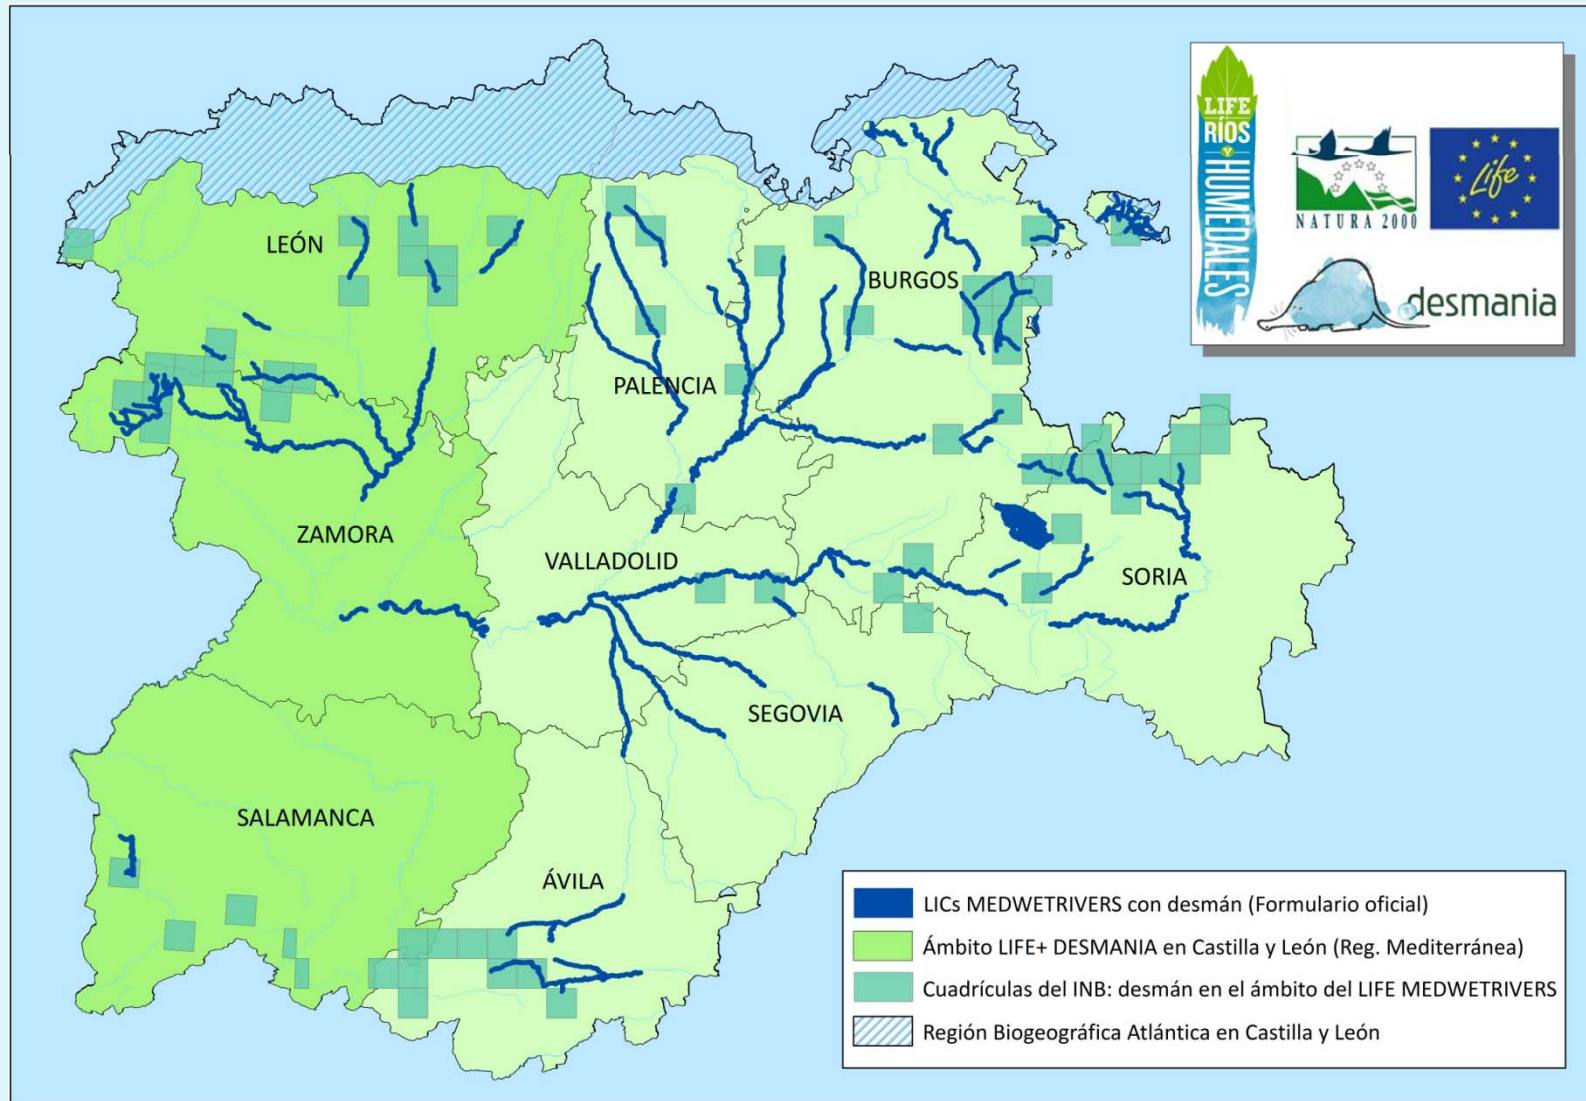 LIFE
RÍOS
Y
HUMEDALES
NATURA 2000
Life
desmania
LEÓN
BURGOS
PALENCIA
ZAMORA
VALLADOLID
SORIA
SEGOVIA
SALAMANCA
ÁVILA
LICs MEDWETRIVERS con desmán (Formulario oficial)
Ámbito LIFE+ DESMANIA en Castilla y León (Reg. Mediterránea)
Cuadrículas del INB: desmán en el ámbito del LIFE MEDWETRIVERS
Región Biogeográfica Atlántica en Castilla y León